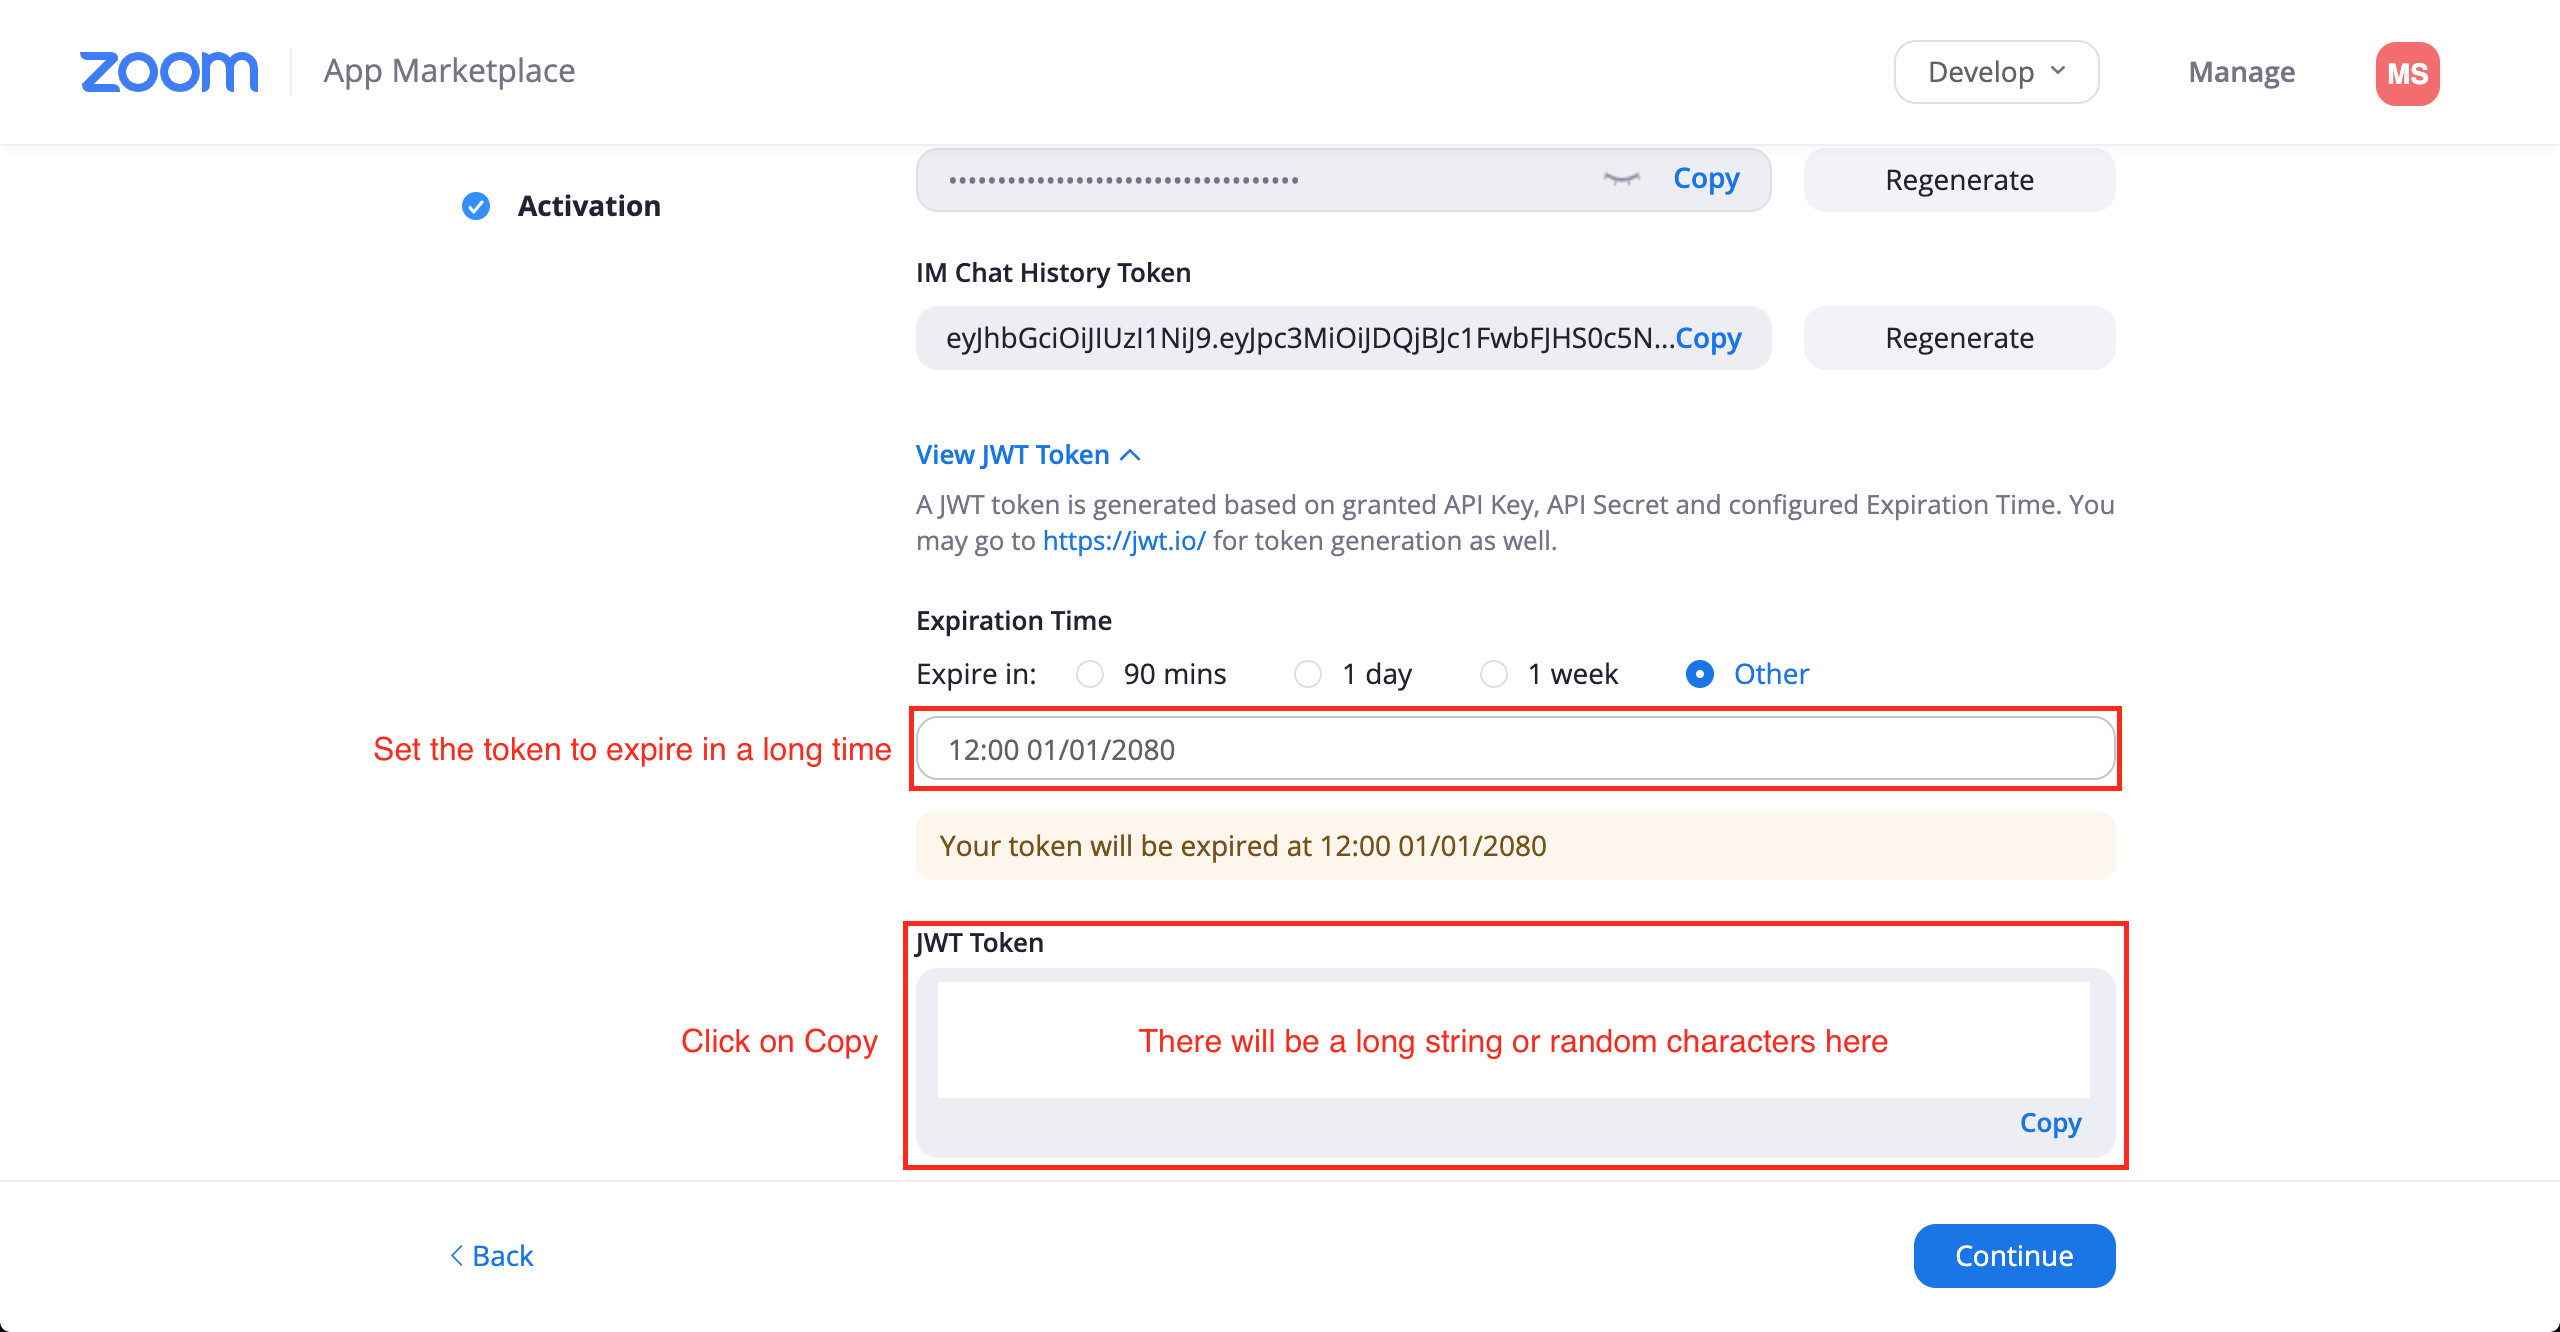 zoom App Marketplace Develop Manage MS
•••••••••••••••••••••••••••••••••••• Copy Regenerate
Activation
IM Chat History Token
eyJhbGciOiJIUzI1NiJ9.eyJpc3MiOiJDQjBJc1FwbFJHS0c5N...Copy Regenerate
View JWT Token
A JWT token is generated based on granted API Key, API Secret and configured Expiration Time. You
may go to https://jwt.io/ for token generation as well.
Expiration Time
Expire in: 90 mins 1 day 1 week Other
Set the token to expire in a long time 12:00 01/01/2080
Your token will be expired at 12:00 01/01/2080
JWT Token
Click on Copy There will be a long string or random characters here
Copy
Back Continue